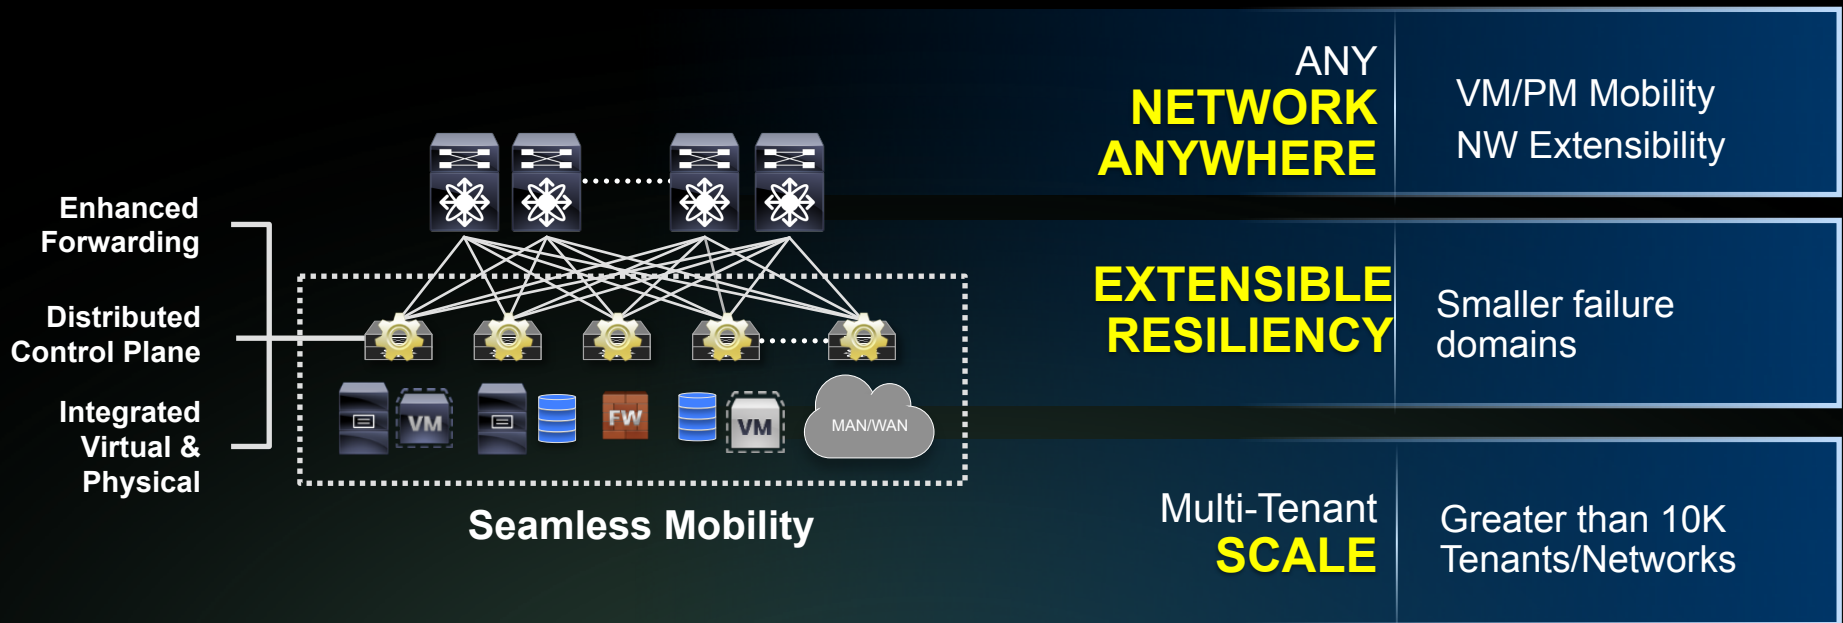 Enhanced
Forwarding
Distributed
Control Plane
Integrated
Virtual &
Physical
VM
FW
VM
MAN/WAN
Seamless Mobility
ANY
NETWORK
ANYWHERE
VM/PM Mobility
NW Extensibility
EXTENSIBLE
RESILIENCY
Smaller failure
domains
Multi-Tenant
SCALE
Greater than 10K
Tenants/Networks